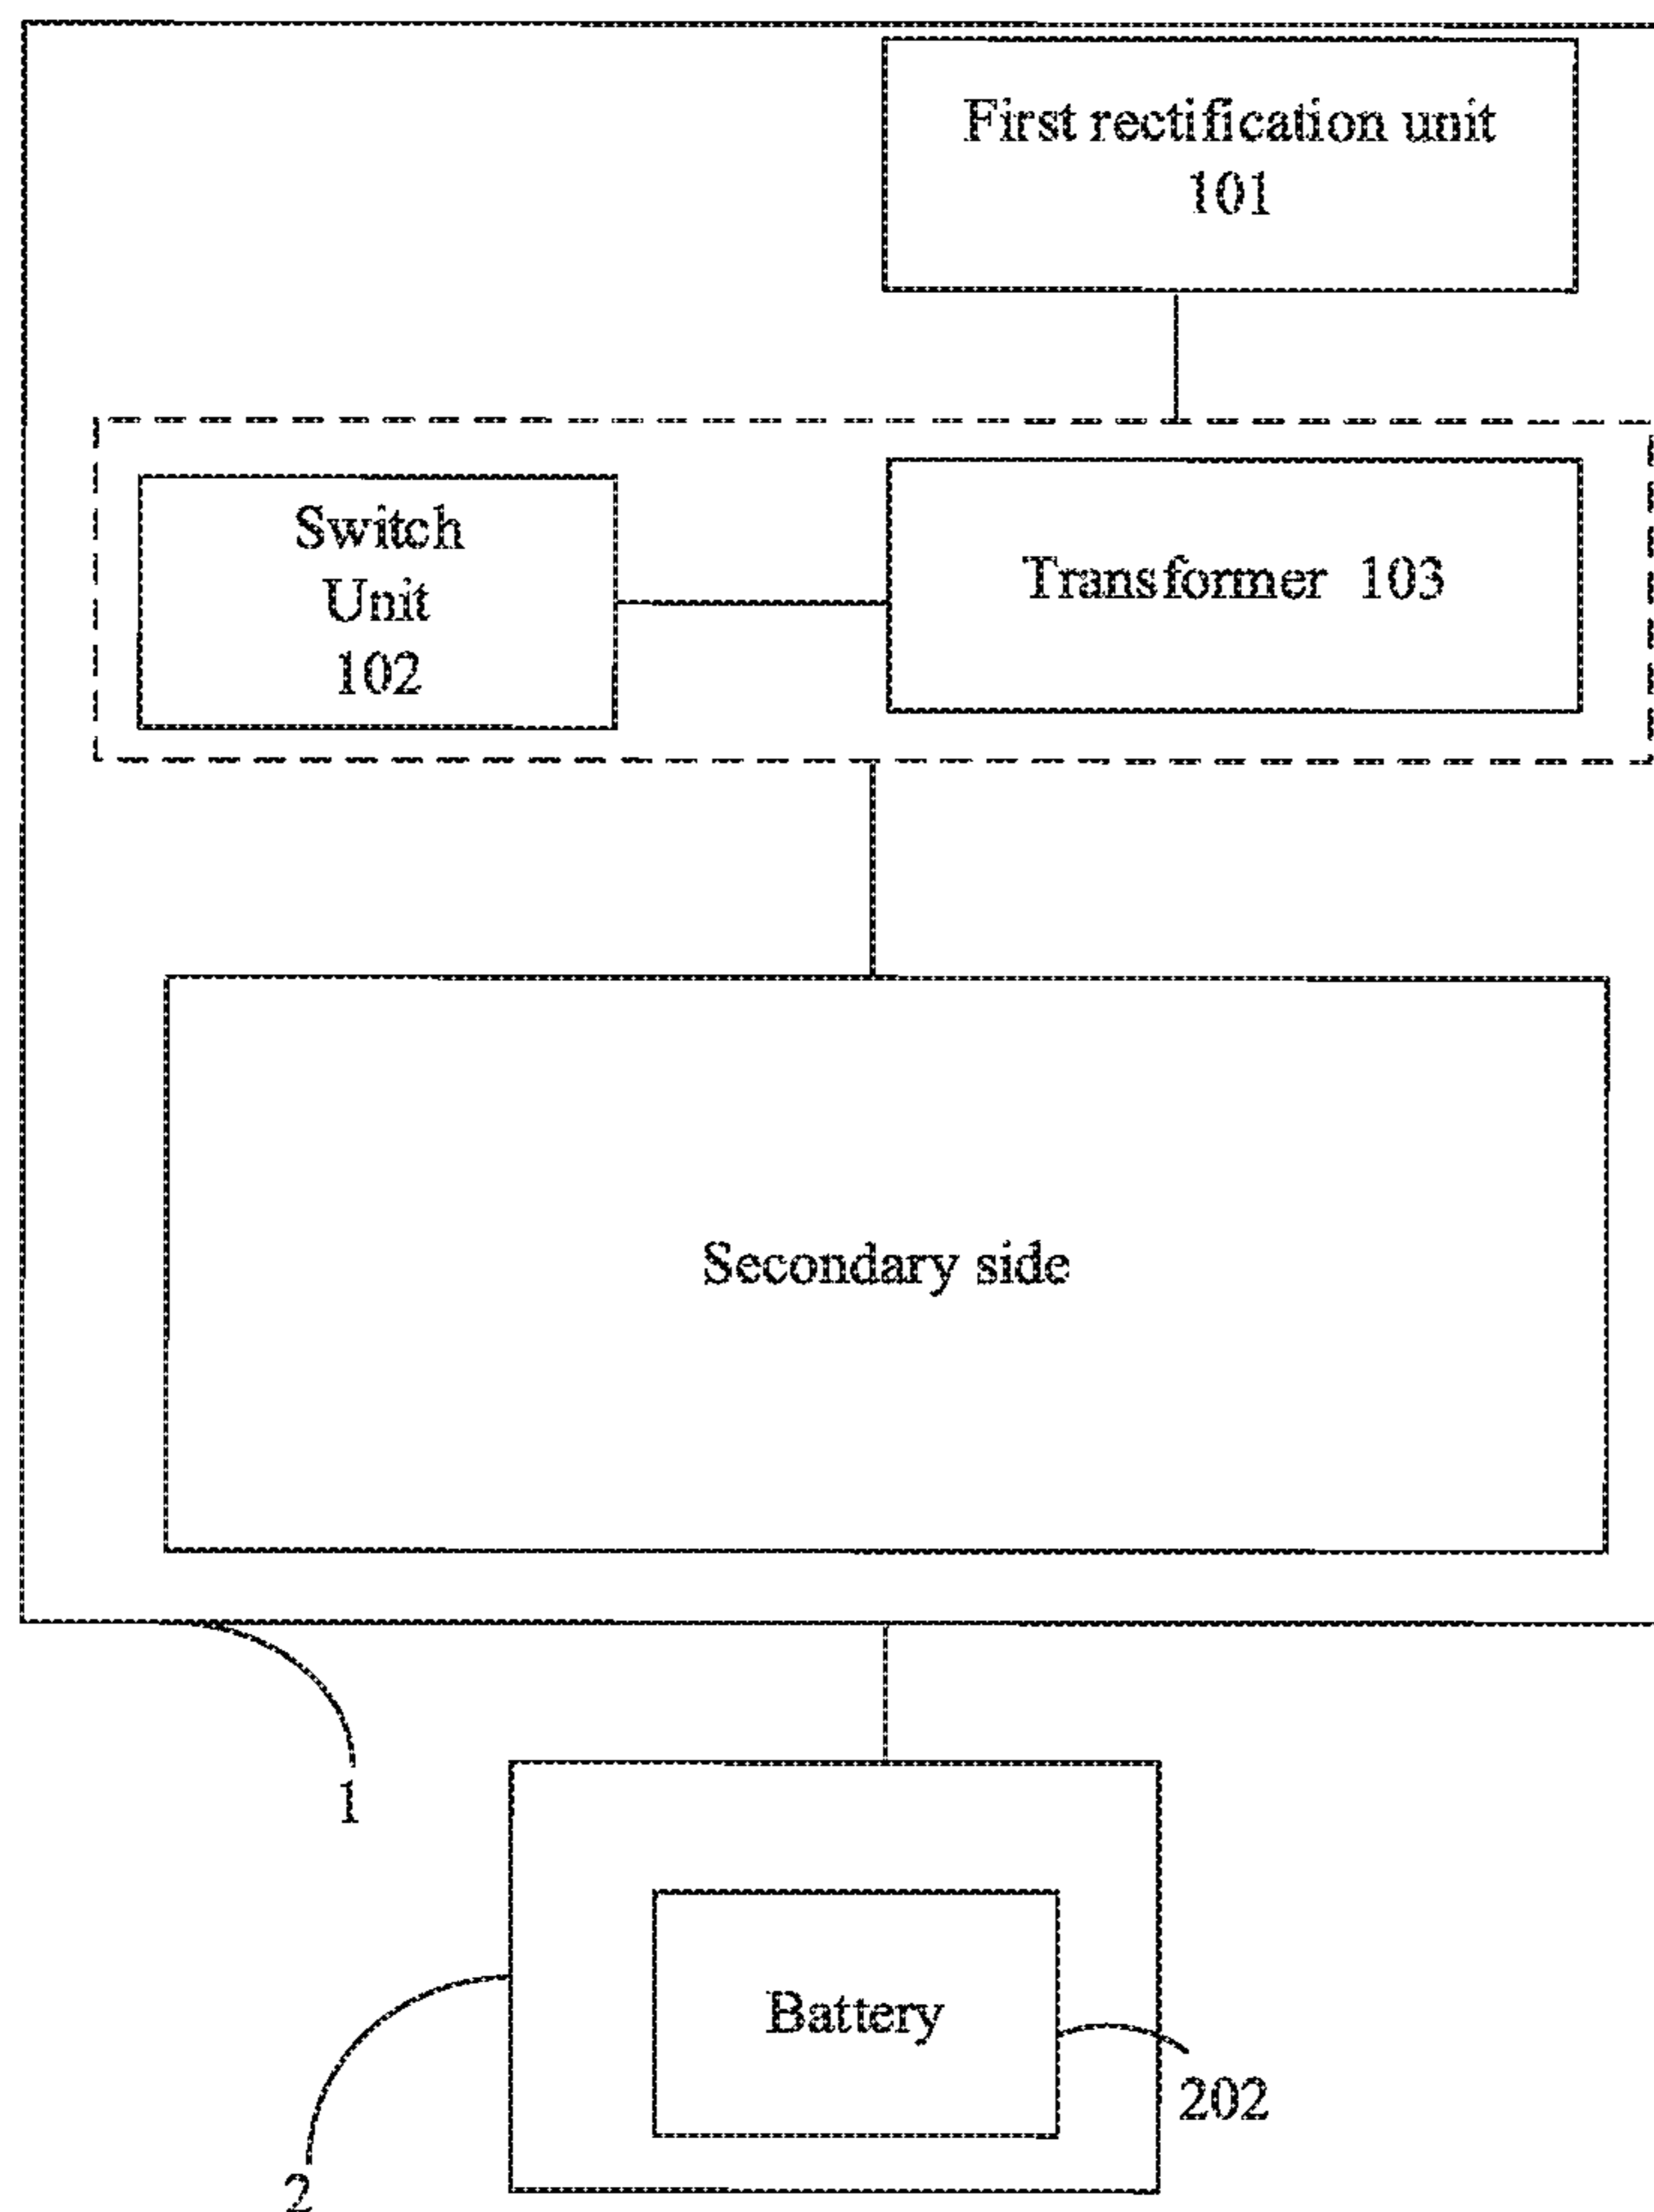 First rectification unit
101
Switch
Unit
102
Transformer 103
Secondary side
1
Battery
202
2